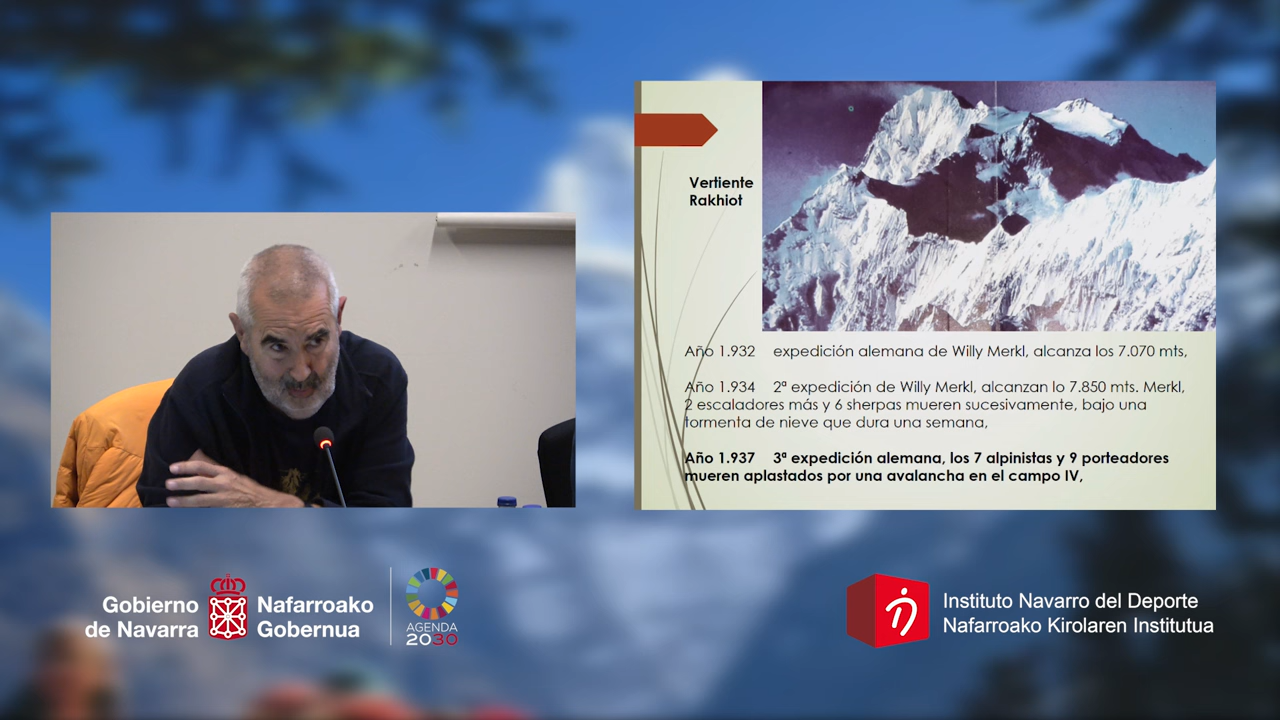 Vertiente
Rakhiot
Año 1.932 expedición alemana de Willy Merkl, alcanza los 7.070 mts,
Año 1.934 2ª expedición de Willy Merkl, alcanzan lo 7.850 mts. Merkl,
2 escaladores más y 6 sherpas mueren sucesivamente, bajo una
tormenta de nieve que dura una semana,
Año 1.937 3ª expedición alemana, los 7 alpinistas y 9 porteadores
mueren aplastados por una avalancha en el campo IV,
Gobierno
de Navarra
Nafarroako
Gobernua
AGENDA
2030
Instituto Navarro del Deporte
Nafarroako Kirolaren Institutua